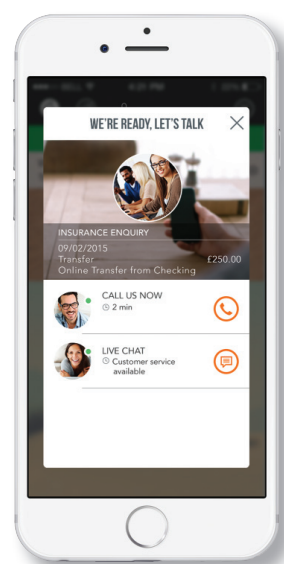 WE'RE READY, LET'S TALK
INSURANCE ENQUIRY
09/02/2015
Transfer £250.00
Online Transfer from Checking
CALL US NOW
2 min
LIVE CHAT
Customer service
available